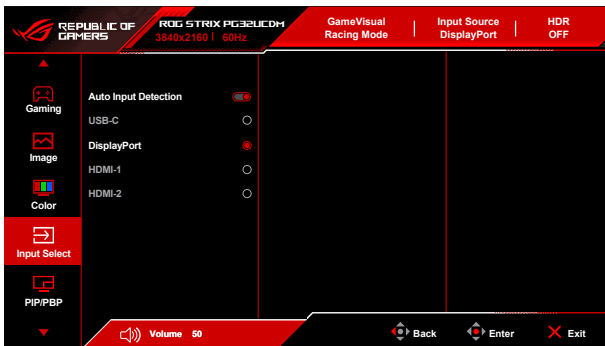 REPUBLIC OF
GAMERS
ROG STRIX PG32UCDM
3840x2160 | 60Hz
GameVisual
Racing Mode
Input Source
DisplayPort
HDR
OFF
Gaming
Image
Color
Input Select
PIP/PBP
Auto Input Detection
USB-C
DisplayPort
HDMI-1
HDMI-2
Volume 50
Back
Enter
Exit